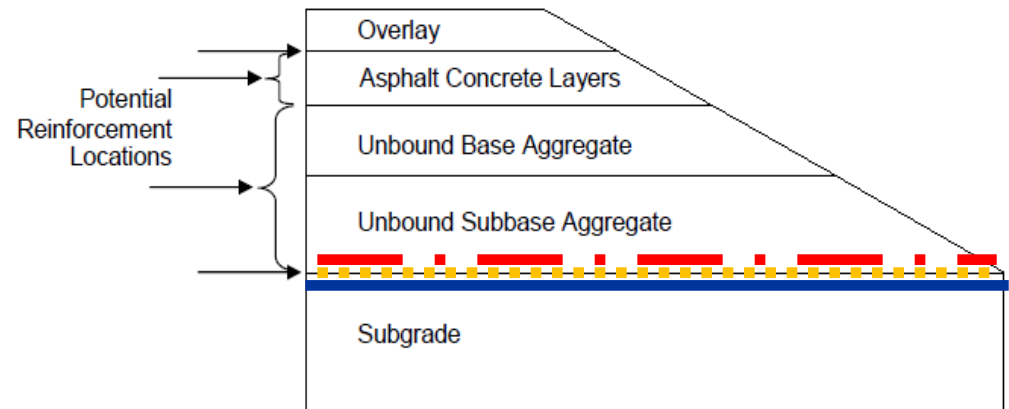 Overlay
Asphalt Concrete Layers
Potential
Reinforcement
Locations
Unbound Base Aggregate
Unbound Subbase Aggregate
Subgrade